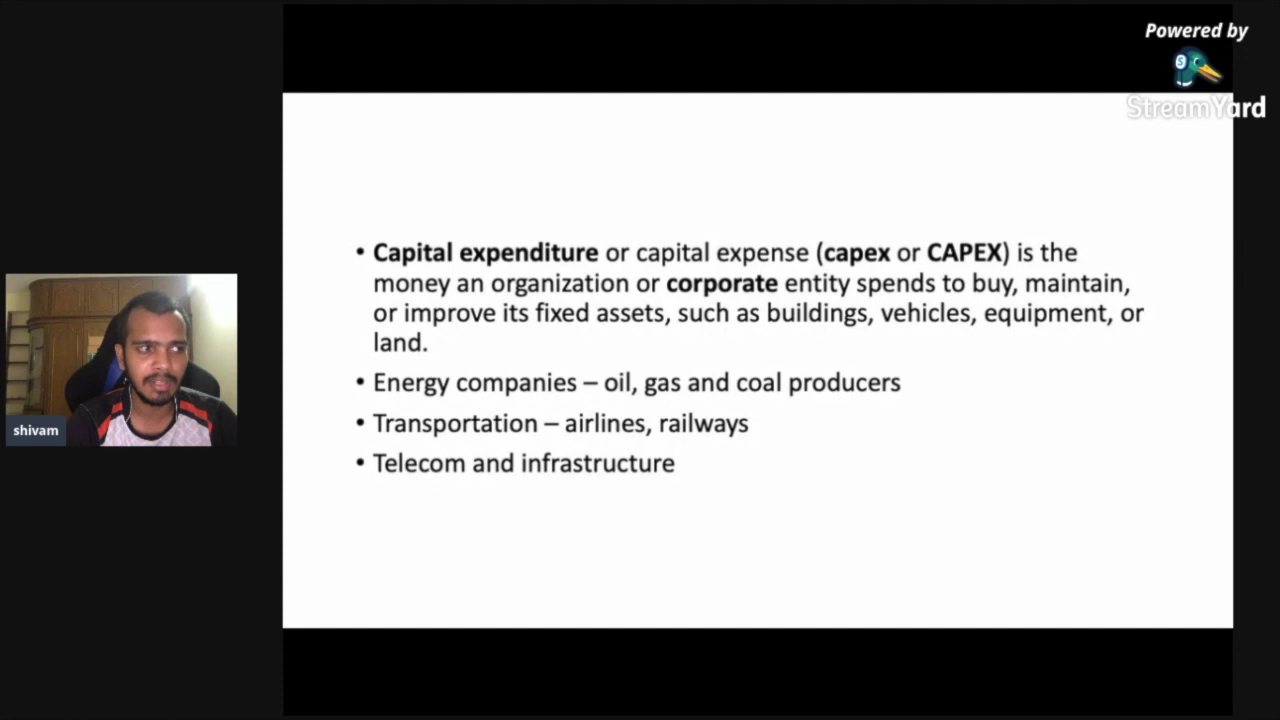 Powered by
StreamYard
• Capital expenditure or capital expense (capex or CAPEX) is the
money an organization or corporate entity spends to buy, maintain,
or improve its fixed assets, such as buildings, vehicles, equipment, or
land.
• Energy companies – oil, gas and coal producers
• Transportation – airlines, railways
• Telecom and infrastructure
shivam